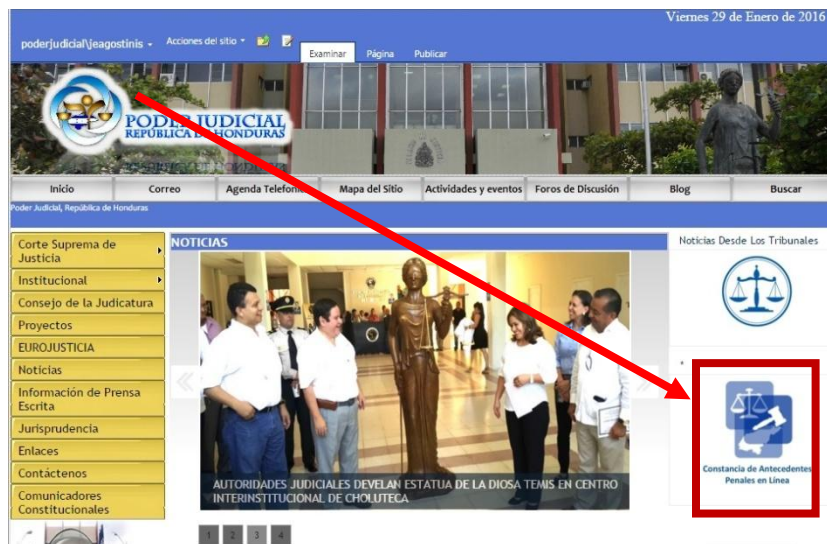 Viernes 29 de Enero de 2016
poderjudicial\jeagostinis
Acciones del sitio
Examinar
Página
Publicar
PODER JUDICIAL
REPÚBLICA DE HONDURAS
Inicio
Correo
Agenda Telefonic
Mapa del Sitio
Actividades y eventos
Foros de Discusión
Blog
Buscar
Poder Judicial, República de Honduras
Corte Suprema de
Justicia
Institucional
Consejo de la Judicatura
Proyectos
EUROJUSTICIA
Noticias
Información de Prensa
Escrita
Jurisprudencia
Enlaces
Contáctenos
Comunicadores
Constitucionales
NOTICIAS
AUTORIDADES JUDICIALES DEVELAN ESTATUA DE LA DIOSA TEMIS EN CENTRO
INTERINSTITUCIONAL DE CHOLUTECA
1 2 3 4
Noticias Desde Los Tribunales
Constancia de Antecedentes
Penales en Línea